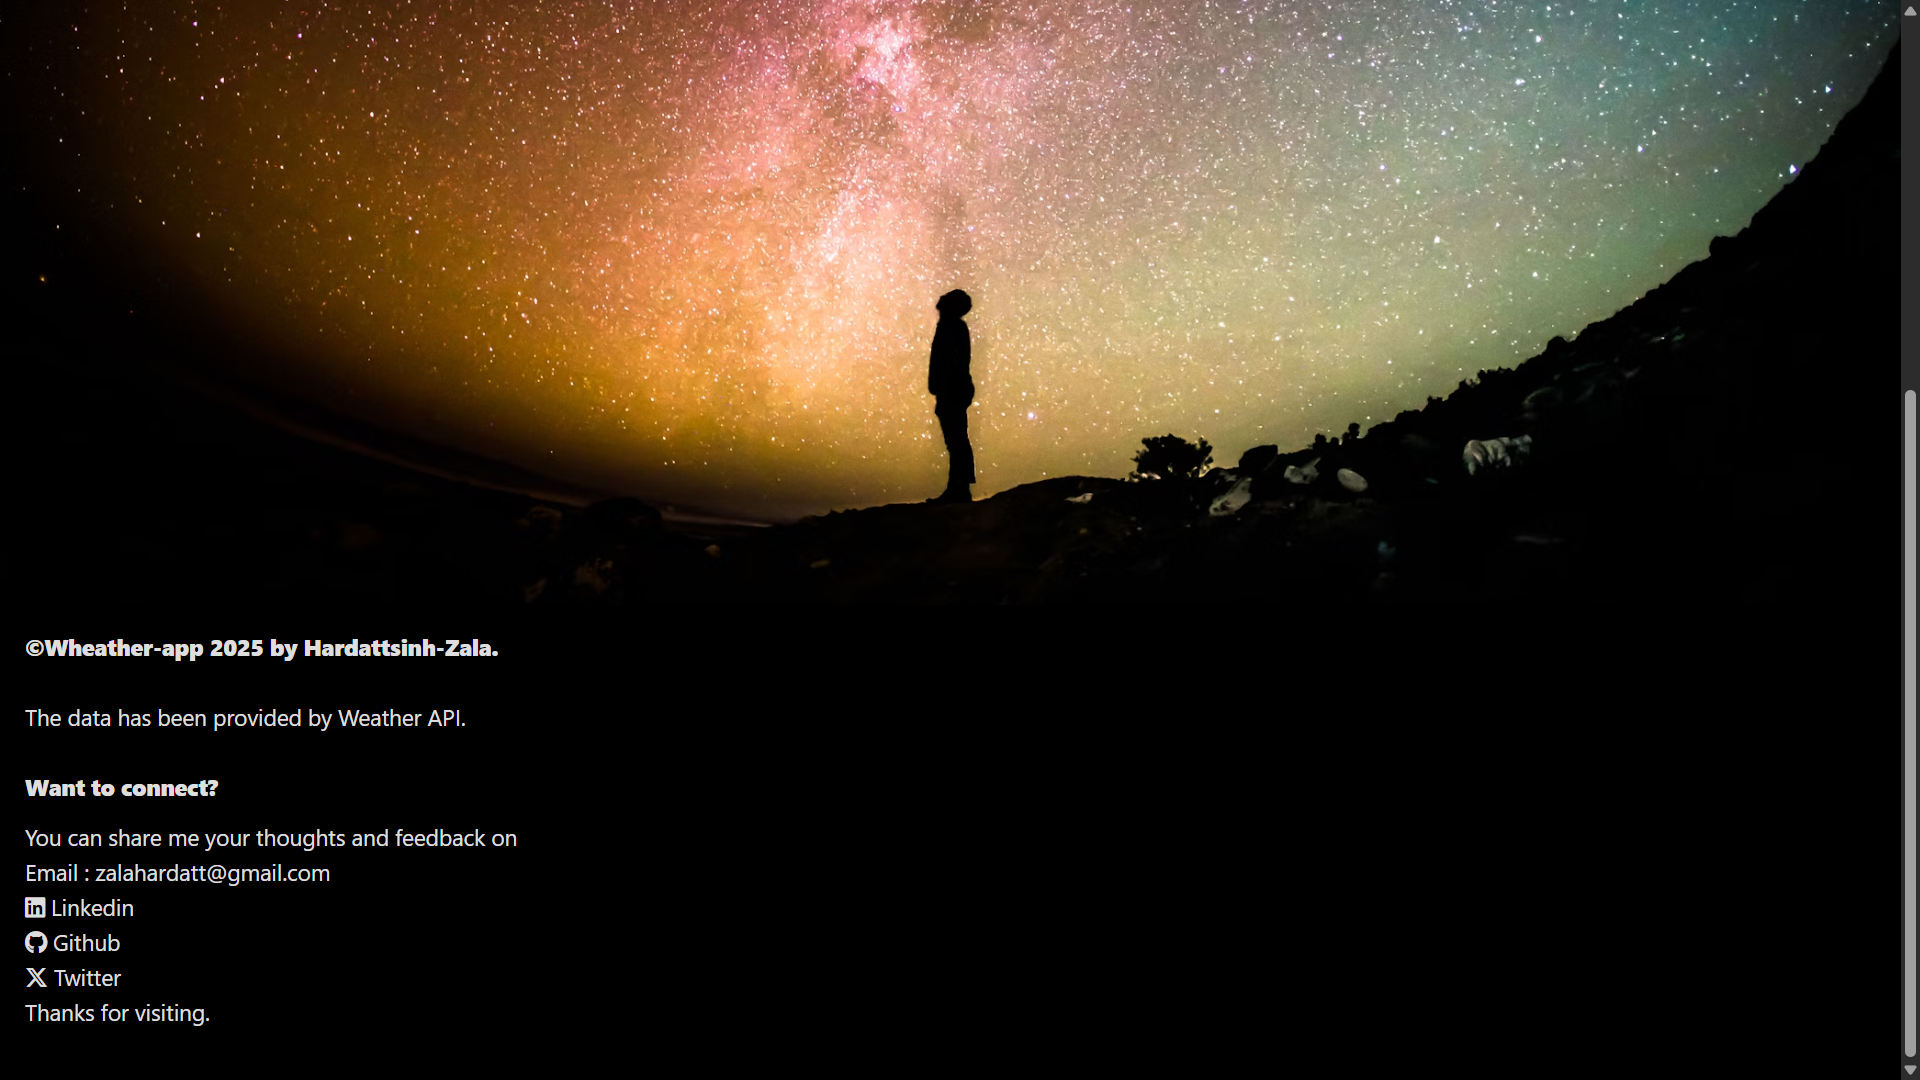 ©Wheather-app 2025 by Hardattsinh-Zala.
The data has been provided by Weather API.
Want to connect?
You can share me your thoughts and feedback on
Email : zalahardatt@gmail.com
Linkedin
Github
Twitter
Thanks for visiting.